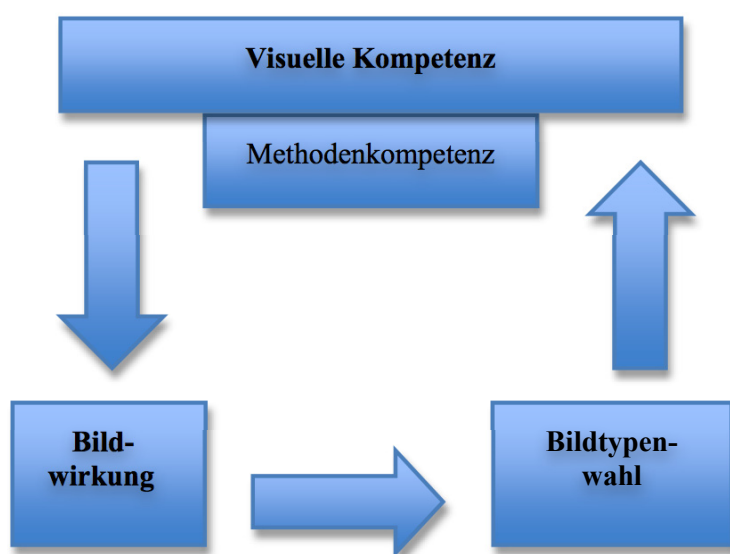 Visuelle Kompetenz
Methodenkompetenz
Bild-
wirkung
Bildtypen-
wahl